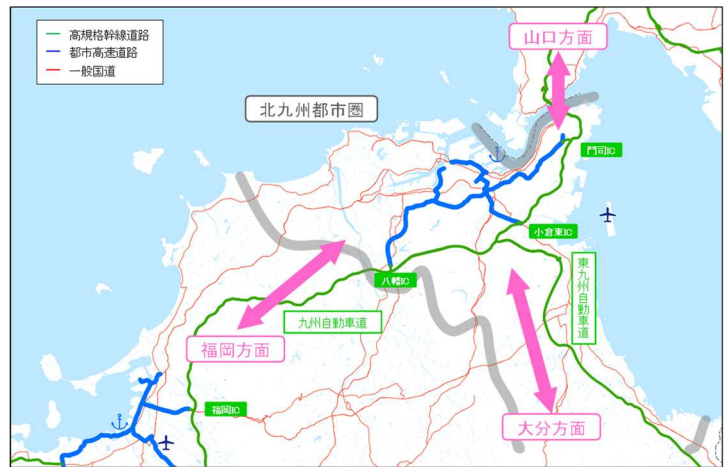 高規格幹線道路
都市高速道路
一般国道
山口方面
北九州都市圏
門司IC
小倉東IC
八幡IC
東九州自動車道
九州自動車道
福岡方面
福岡IC
大分方面